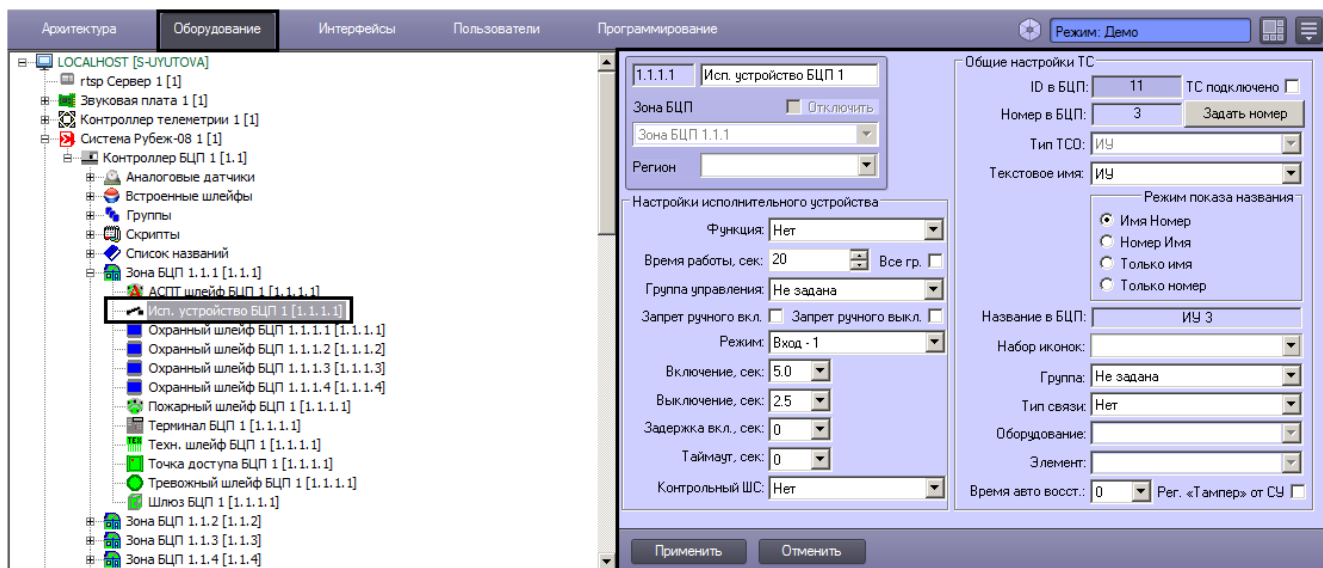 Архитектура
Оборудование
Интерфейсы
Пользователи
Программирование
Режим: Демо
LOCALHOST [S-UYUTOVA]
rtsp Сервер 1 [1]
Звуковая плата 1 [1]
Контроллер телеметрии 1 [1]
Система Рубеж-08 1 [1]
Контроллер БЦП 1 [1.1]
Аналоговые датчики
Встроенные шлейфы
Группы
Скрипты
Список названий
Зона БЦП 1.1.1 [1.1.1]
АСПТ шлейф БЦП 1 [1.1.1.1]
Исп. устройство БЦП 1 [1.1.1.1]
Охранный шлейф БЦП 1.1.1.1 [1.1.1.1]
Охранный шлейф БЦП 1.1.1.2 [1.1.1.2]
Охранный шлейф БЦП 1.1.1.3 [1.1.1.3]
Охранный шлейф БЦП 1.1.1.4 [1.1.1.4]
Пожарный шлейф БЦП 1 [1.1.1.1]
Терминал БЦП 1 [1.1.1.1]
Техн. шлейф БЦП 1 [1.1.1.1]
Точка доступа БЦП 1 [1.1.1.1]
Тревожный шлейф БЦП 1 [1.1.1.1]
Шлюз БЦП 1 [1.1.1.1]
Зона БЦП 1.1.2 [1.1.2]
Зона БЦП 1.1.3 [1.1.3]
Зона БЦП 1.1.4 [1.1.4]
1.1.1.1 Исп. устройство БЦП 1
Зона БЦП Отключить
Зона БЦП 1.1.1
Регион
Настройки исполнительного устройства
Функция: Нет
Время работы, сек: 20 Все гр.
Группа управления: Не задана
Запрет ручного вкл. Запрет ручного выкл.
Режим: Вход - 1
Включение, сек: 5.0
Выключение, сек: 2.5
Задержка вкл., сек: 0
Таймаут, сек: 0
Контрольный ШС: Нет
Общие настройки ТС
ID в БЦП: 11 ТС подключено
Номер в БЦП: 3 Задать номер
Тип ТСО: ИУ
Текстовое имя: ИУ
Режим показа названия
Имя Номер
Номер Имя
Только имя
Только номер
Название в БЦП: ИУ 3
Набор иконок:
Группа: Не задана
Тип связи: Нет
Оборудование:
Элемент:
Время авто восст.: 0 Рег. «Тампер» от СУ
Применить
Отменить